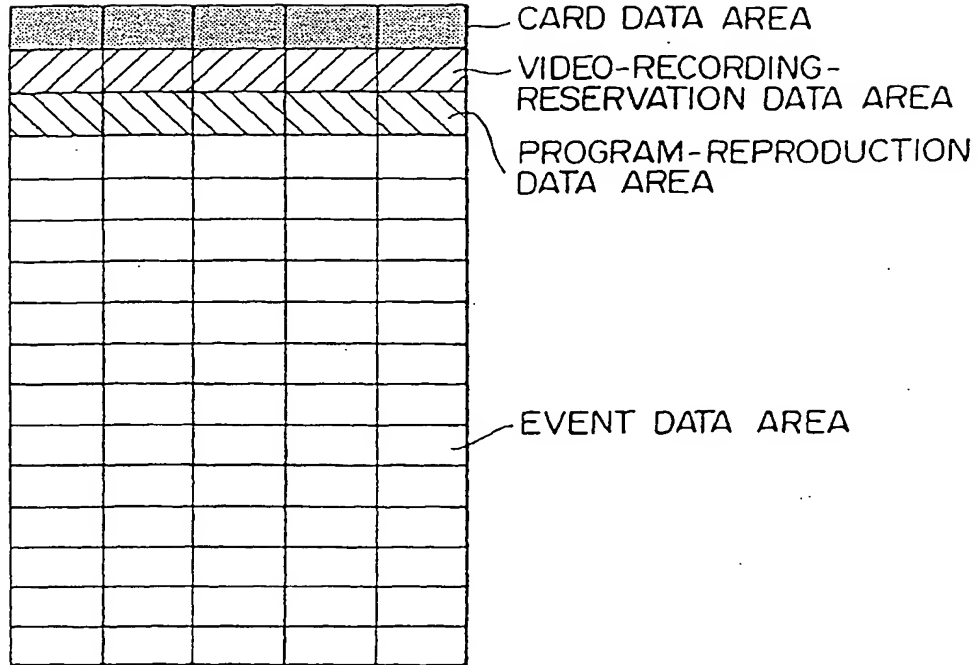 CARD DATA AREA
VIDEO-RECORDING-
RESERVATION DATA AREA
PROGRAM-REPRODUCTION
DATA AREA
EVENT DATA AREA